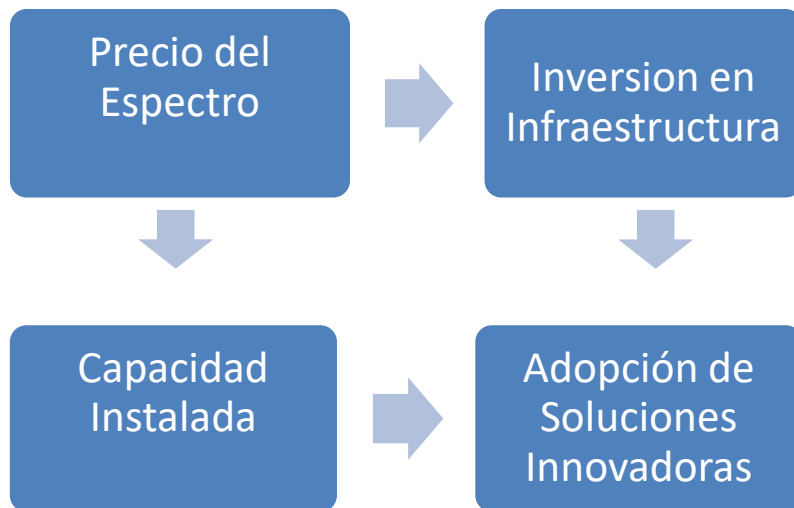 Precio del
Espectro
Inversion en
Infraestructura
Capacidad
Instalada
Adopción de
Soluciones
Innovadoras